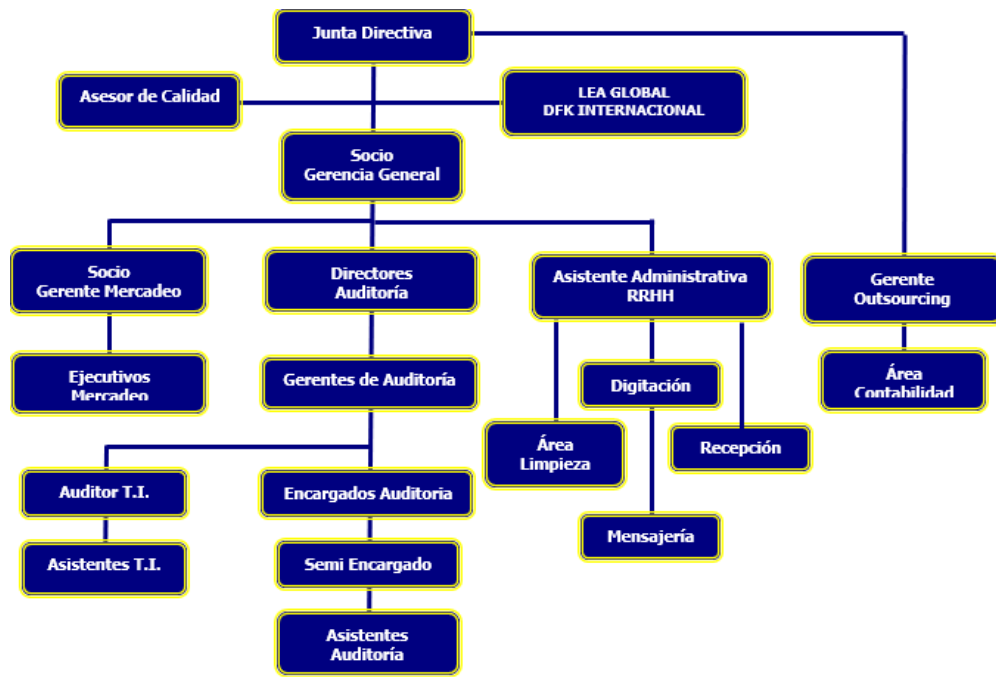 Junta Directiva
Asesor de Calidad
LEA GLOBAL
DFK INTERNACIONAL
Socio
Gerencia General
Socio
Gerente Mercadeo
Directores
Auditoría
Asistente Administrativa
RRHH
Gerente
Outsourcing
Ejecutivos
Mercadeo
Gerentes de Auditoría
Digitación
Área
Contabilidad
Área
Limpieza
Recepción
Auditor T.I.
Encargados Auditoria
Mensajería
Asistentes T.I.
Semi Encargado
Asistentes
Auditoría